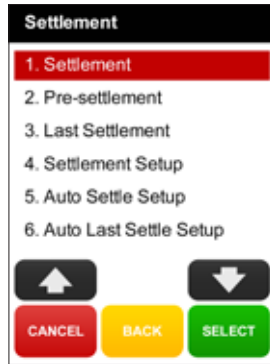 Settlement
1. Settlement
2. Pre-settlement
3. Last Settlement
4. Settlement Setup
5. Auto Settle Setup
6. Auto Last Settle Setup
CANCEL BACK SELECT